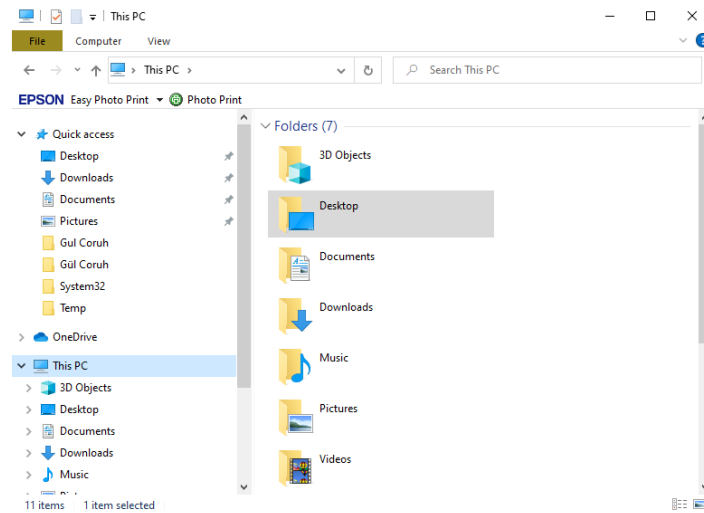 This PC
File Computer View
This PC
Search This PC
EPSON Easy Photo Print Photo Print
Quick access
Desktop
Downloads
Documents
Pictures
Gul Coruh
Gül Coruh
System32
Temp
OneDrive
This PC
3D Objects
Desktop
Documents
Downloads
Music
Folders (7)
3D Objects
Desktop
Documents
Downloads
Music
Pictures
Videos
11 items 1 item selected